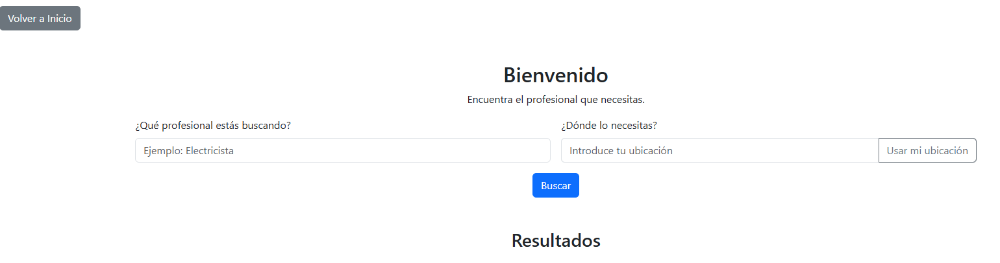 Volver a Inicio
Bienvenido
Encuentra el profesional que necesitas.
¿Qué profesional estás buscando?
¿Dónde lo necesitas?
Ejemplo: Electricista
Introduce tu ubicación
Usar mi ubicación
Buscar
Resultados